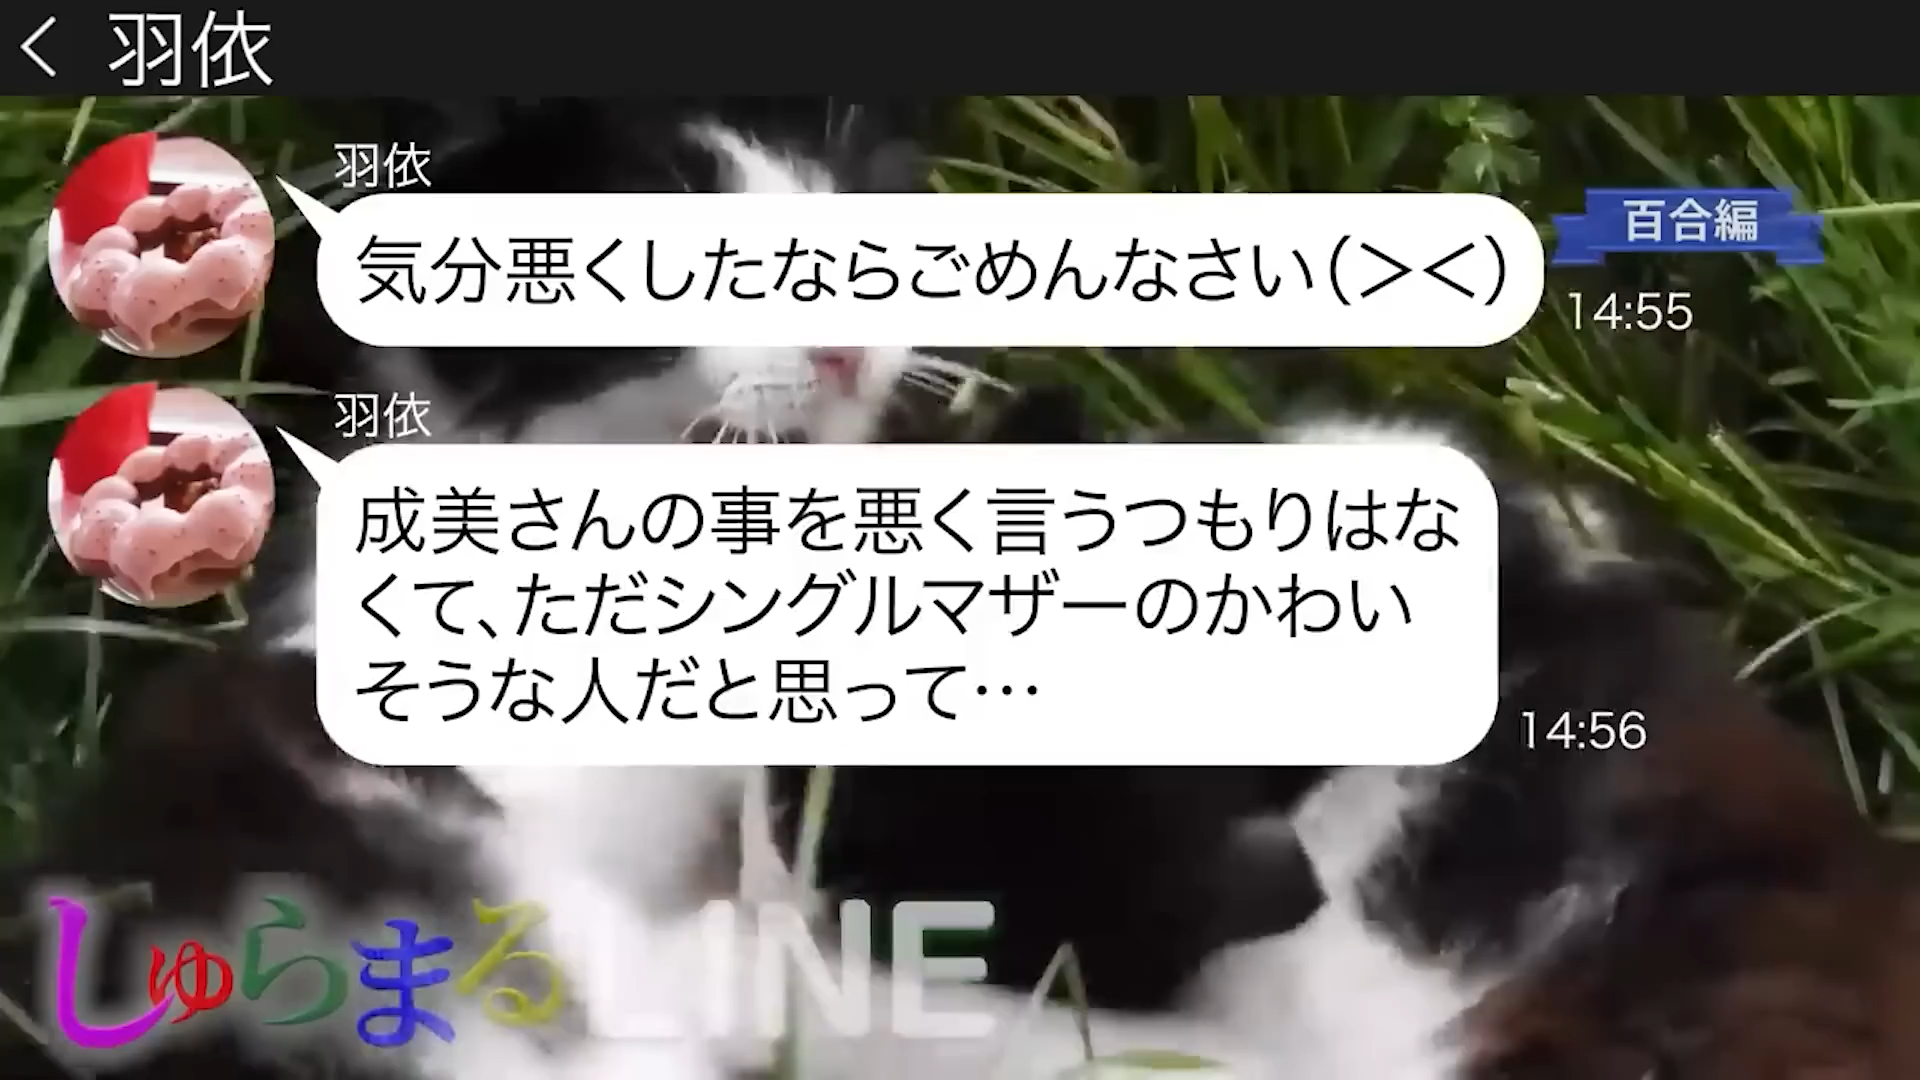 羽依
羽依
百合編
気分悪くしたならごめんなさい(＞＜)
14:55
羽依
成美さんの事を悪く言うつもりはな
くて、ただシングルマザーのかわい
そうな人だと思って…
14:56
しゅらまるLINE